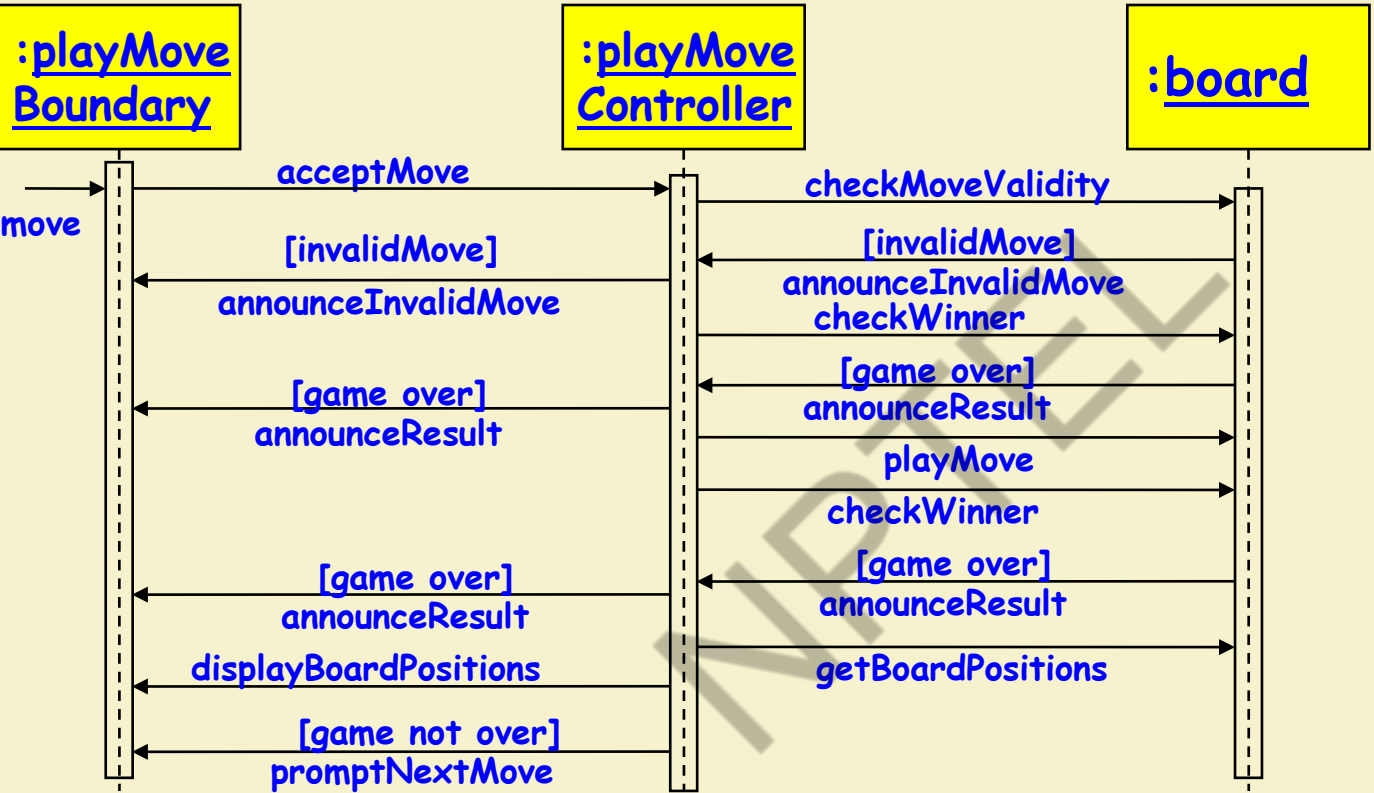 :playMove
Boundary
:playMove
Controller
:board
move
acceptMove
checkMoveValidity
[invalidMove]
announceInvalidMove
[invalidMove]
announceInvalidMove
checkWinner
[game over]
announceResult
[game over]
announceResult
playMove
checkWinner
[game over]
announceResult
[game over]
announceResult
getBoardPositions
displayBoardPositions
[game not over]
promptNextMove
NPTEL